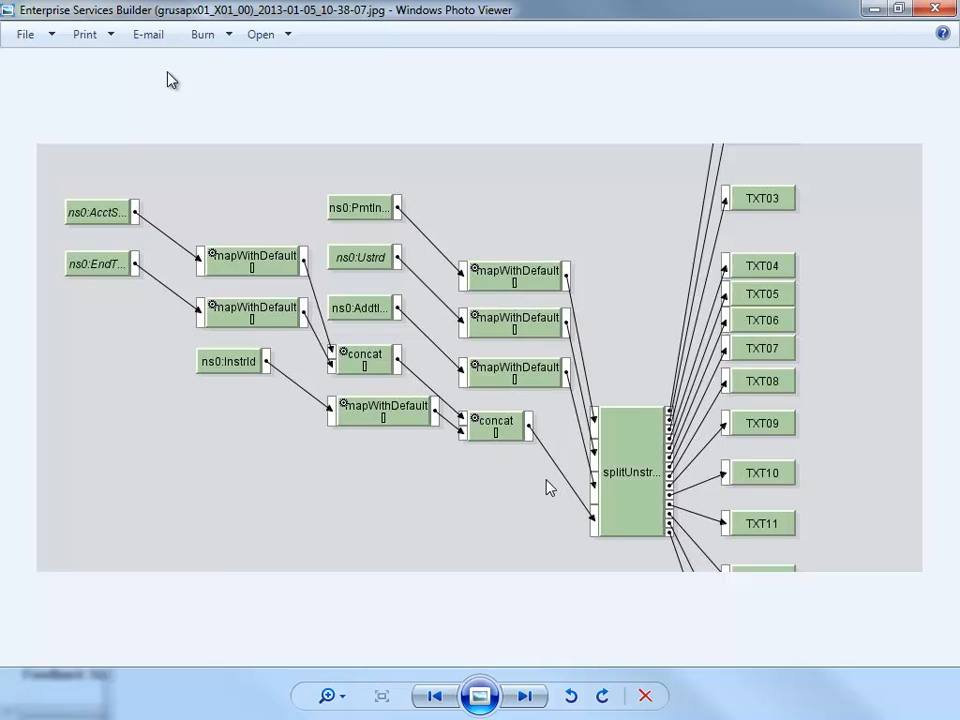 Enterprise Services Builder (grusapx01_X01_00)_2013-01-05_10-38-07.jpg - Windows Photo Viewer
File Print E-mail Burn Open
ns0:AcctS...
ns0:EndT...
mapWithDefault
[]
mapWithDefault
[]
ns0:InstrId
ns0:PmtIn...
ns0:Ustrd
ns0:AddtI...
concat
[]
mapWithDefault
[]
mapWithDefault
[]
mapWithDefault
[]
mapWithDefault
[]
concat
[]
splitUnstr...
TXT03
TXT04
TXT05
TXT06
TXT07
TXT08
TXT09
TXT10
TXT11